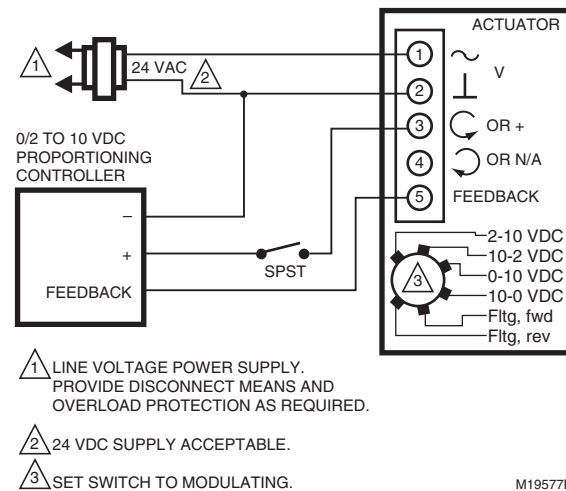 ACTUATOR
1
24 VAC
2
1
V
2
0/2 TO 10 VDC
PROPORTIONING
CONTROLLER
3
OR +
4
OR N/A
5
FEEDBACK
–
+
SPST
FEEDBACK
3
2-10 VDC
10-2 VDC
0-10 VDC
10-0 VDC
Fltg, fwd
Fltg, rev
1 LINE VOLTAGE POWER SUPPLY.
PROVIDE DISCONNECT MEANS AND
OVERLOAD PROTECTION AS REQUIRED.
2 24 VDC SUPPLY ACCEPTABLE.
3 SET SWITCH TO MODULATING.